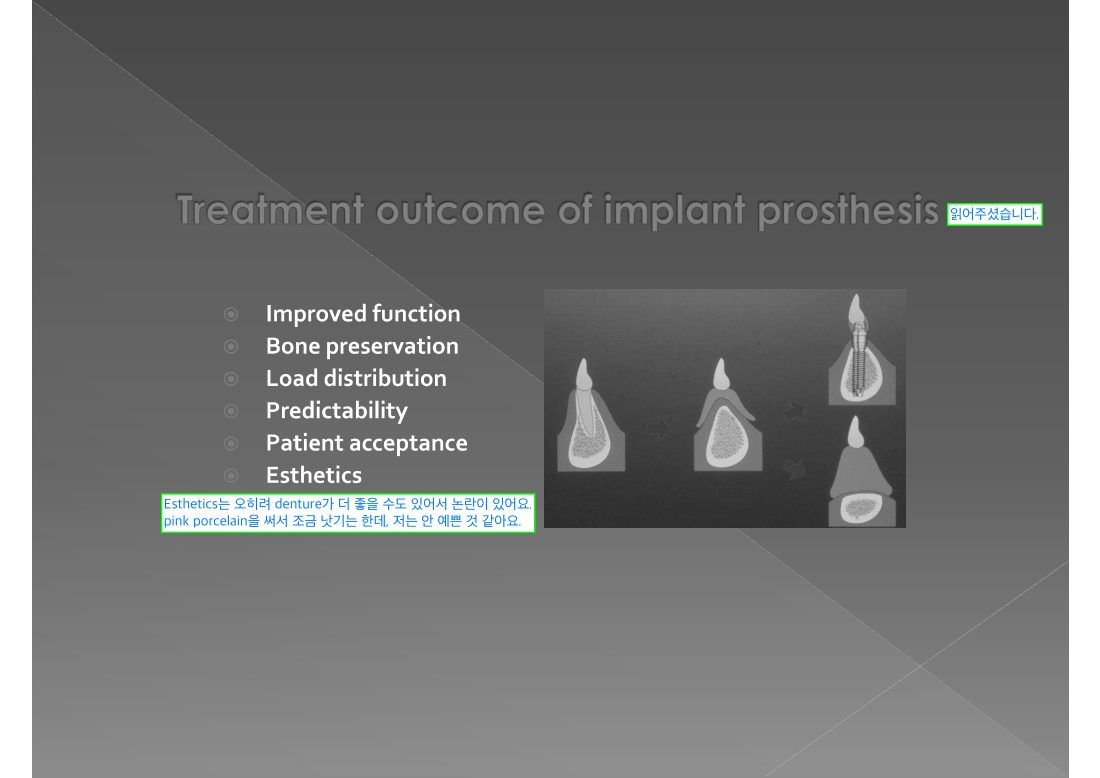 Treatment outcome of implant prosthesis 읽어주셨습니다.
Improved function
Bone preservation
Load distribution
Predictability
Patient acceptance
Esthetics
Esthetics는 오히려 denture가 더 좋을 수도 있어서 논란이 있어요.
pink porcelain을 써서 조금 낫기는 한데, 저는 안 예쁜 것 같아요.